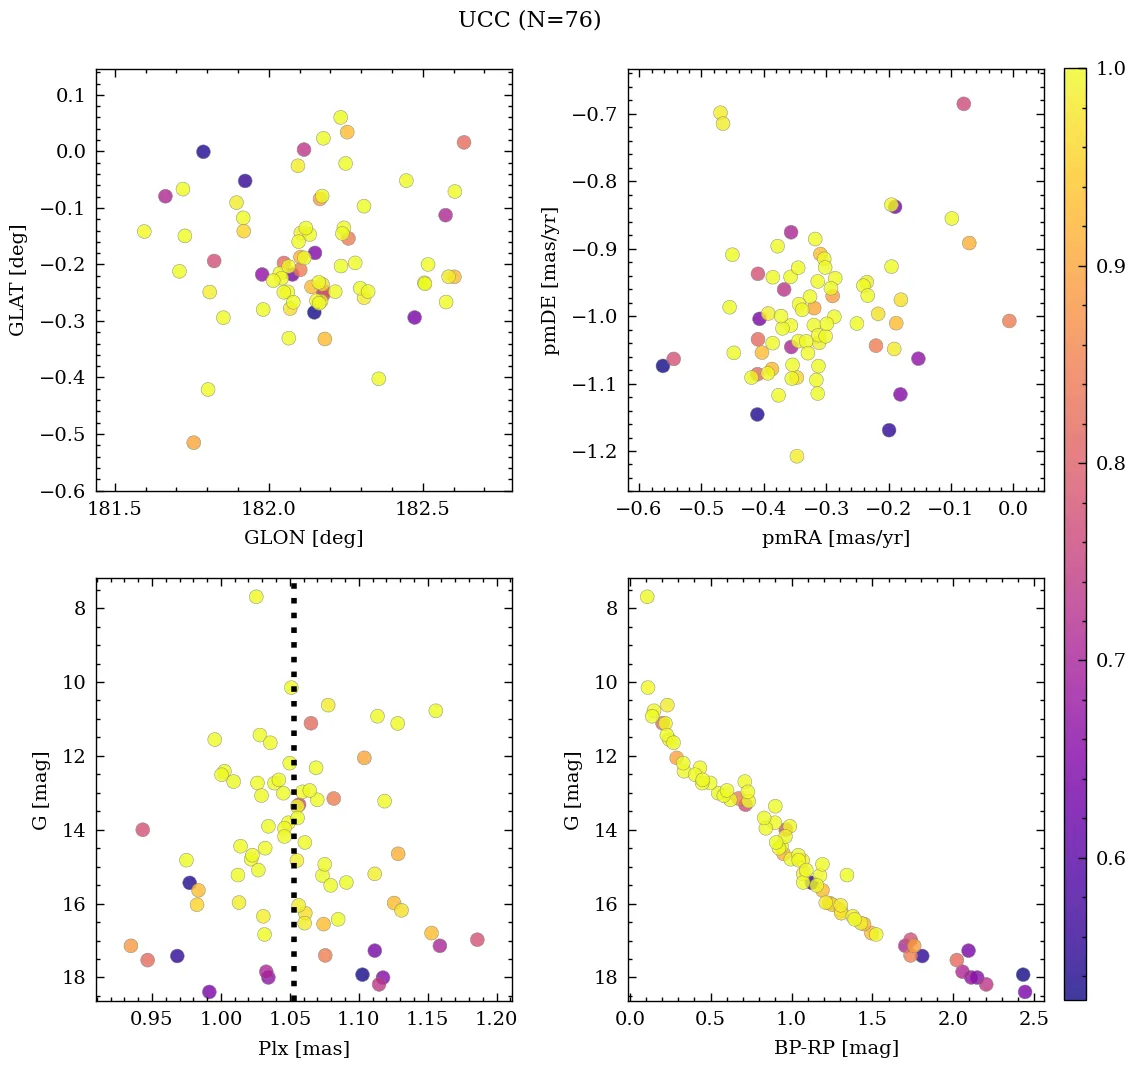 UCC (N=76)
0.1
0.0
−0.1
−0.2
−0.3
−0.4
−0.5
−0.6
GLAT [deg]
181.5 182.0 182.5
GLON [deg]
−0.7
−0.8
−0.9
−1.0
−1.1
−1.2
pmDE [mas/yr]
−0.6 −0.5 −0.4 −0.3 −0.2 −0.1 0.0
pmRA [mas/yr]
1.0
0.9
0.8
0.7
0.6
8
10
12
14
16
18
G [mag]
0.95 1.00 1.05 1.10 1.15 1.20
Plx [mas]
8
10
12
14
16
18
G [mag]
0.0 0.5 1.0 1.5 2.0 2.5
BP-RP [mag]